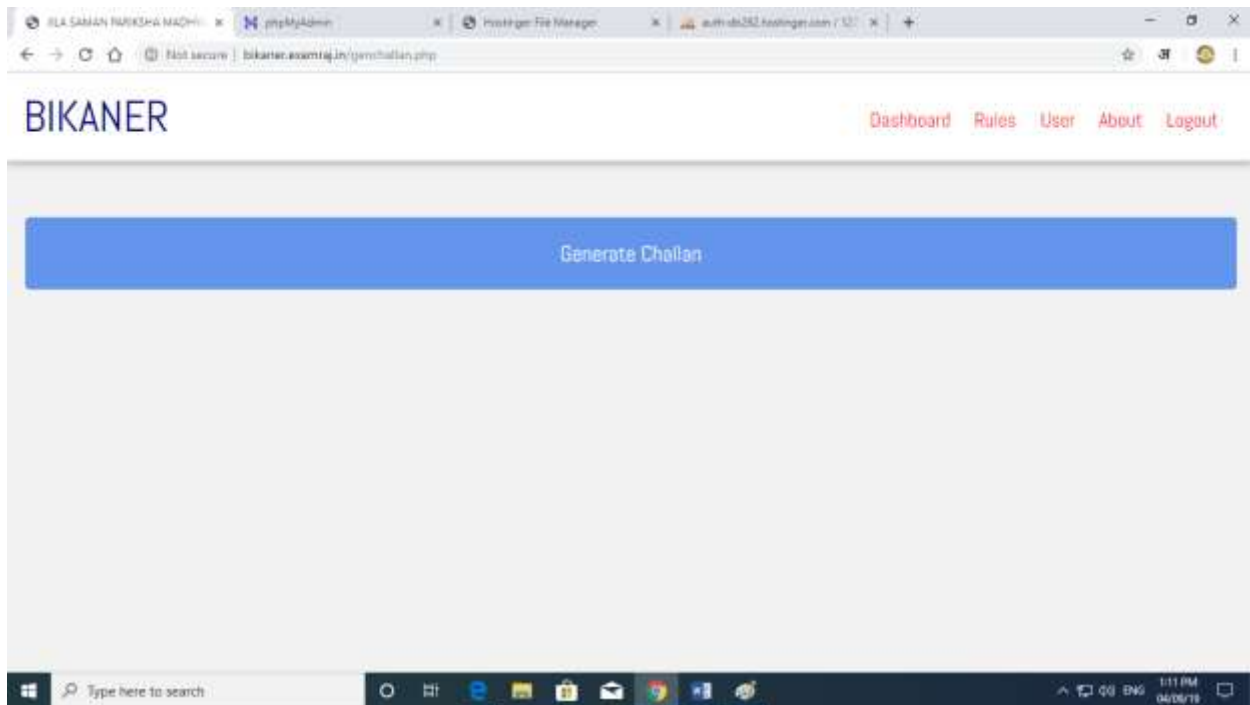 phpMyAdmin
Hostinger File Manager
Not secure | bikaner.examraj.in/genchallan.php
BIKANER
Dashboard Rules User About Logout
Generate Challan
Type here to search
ENG
1:11 PM